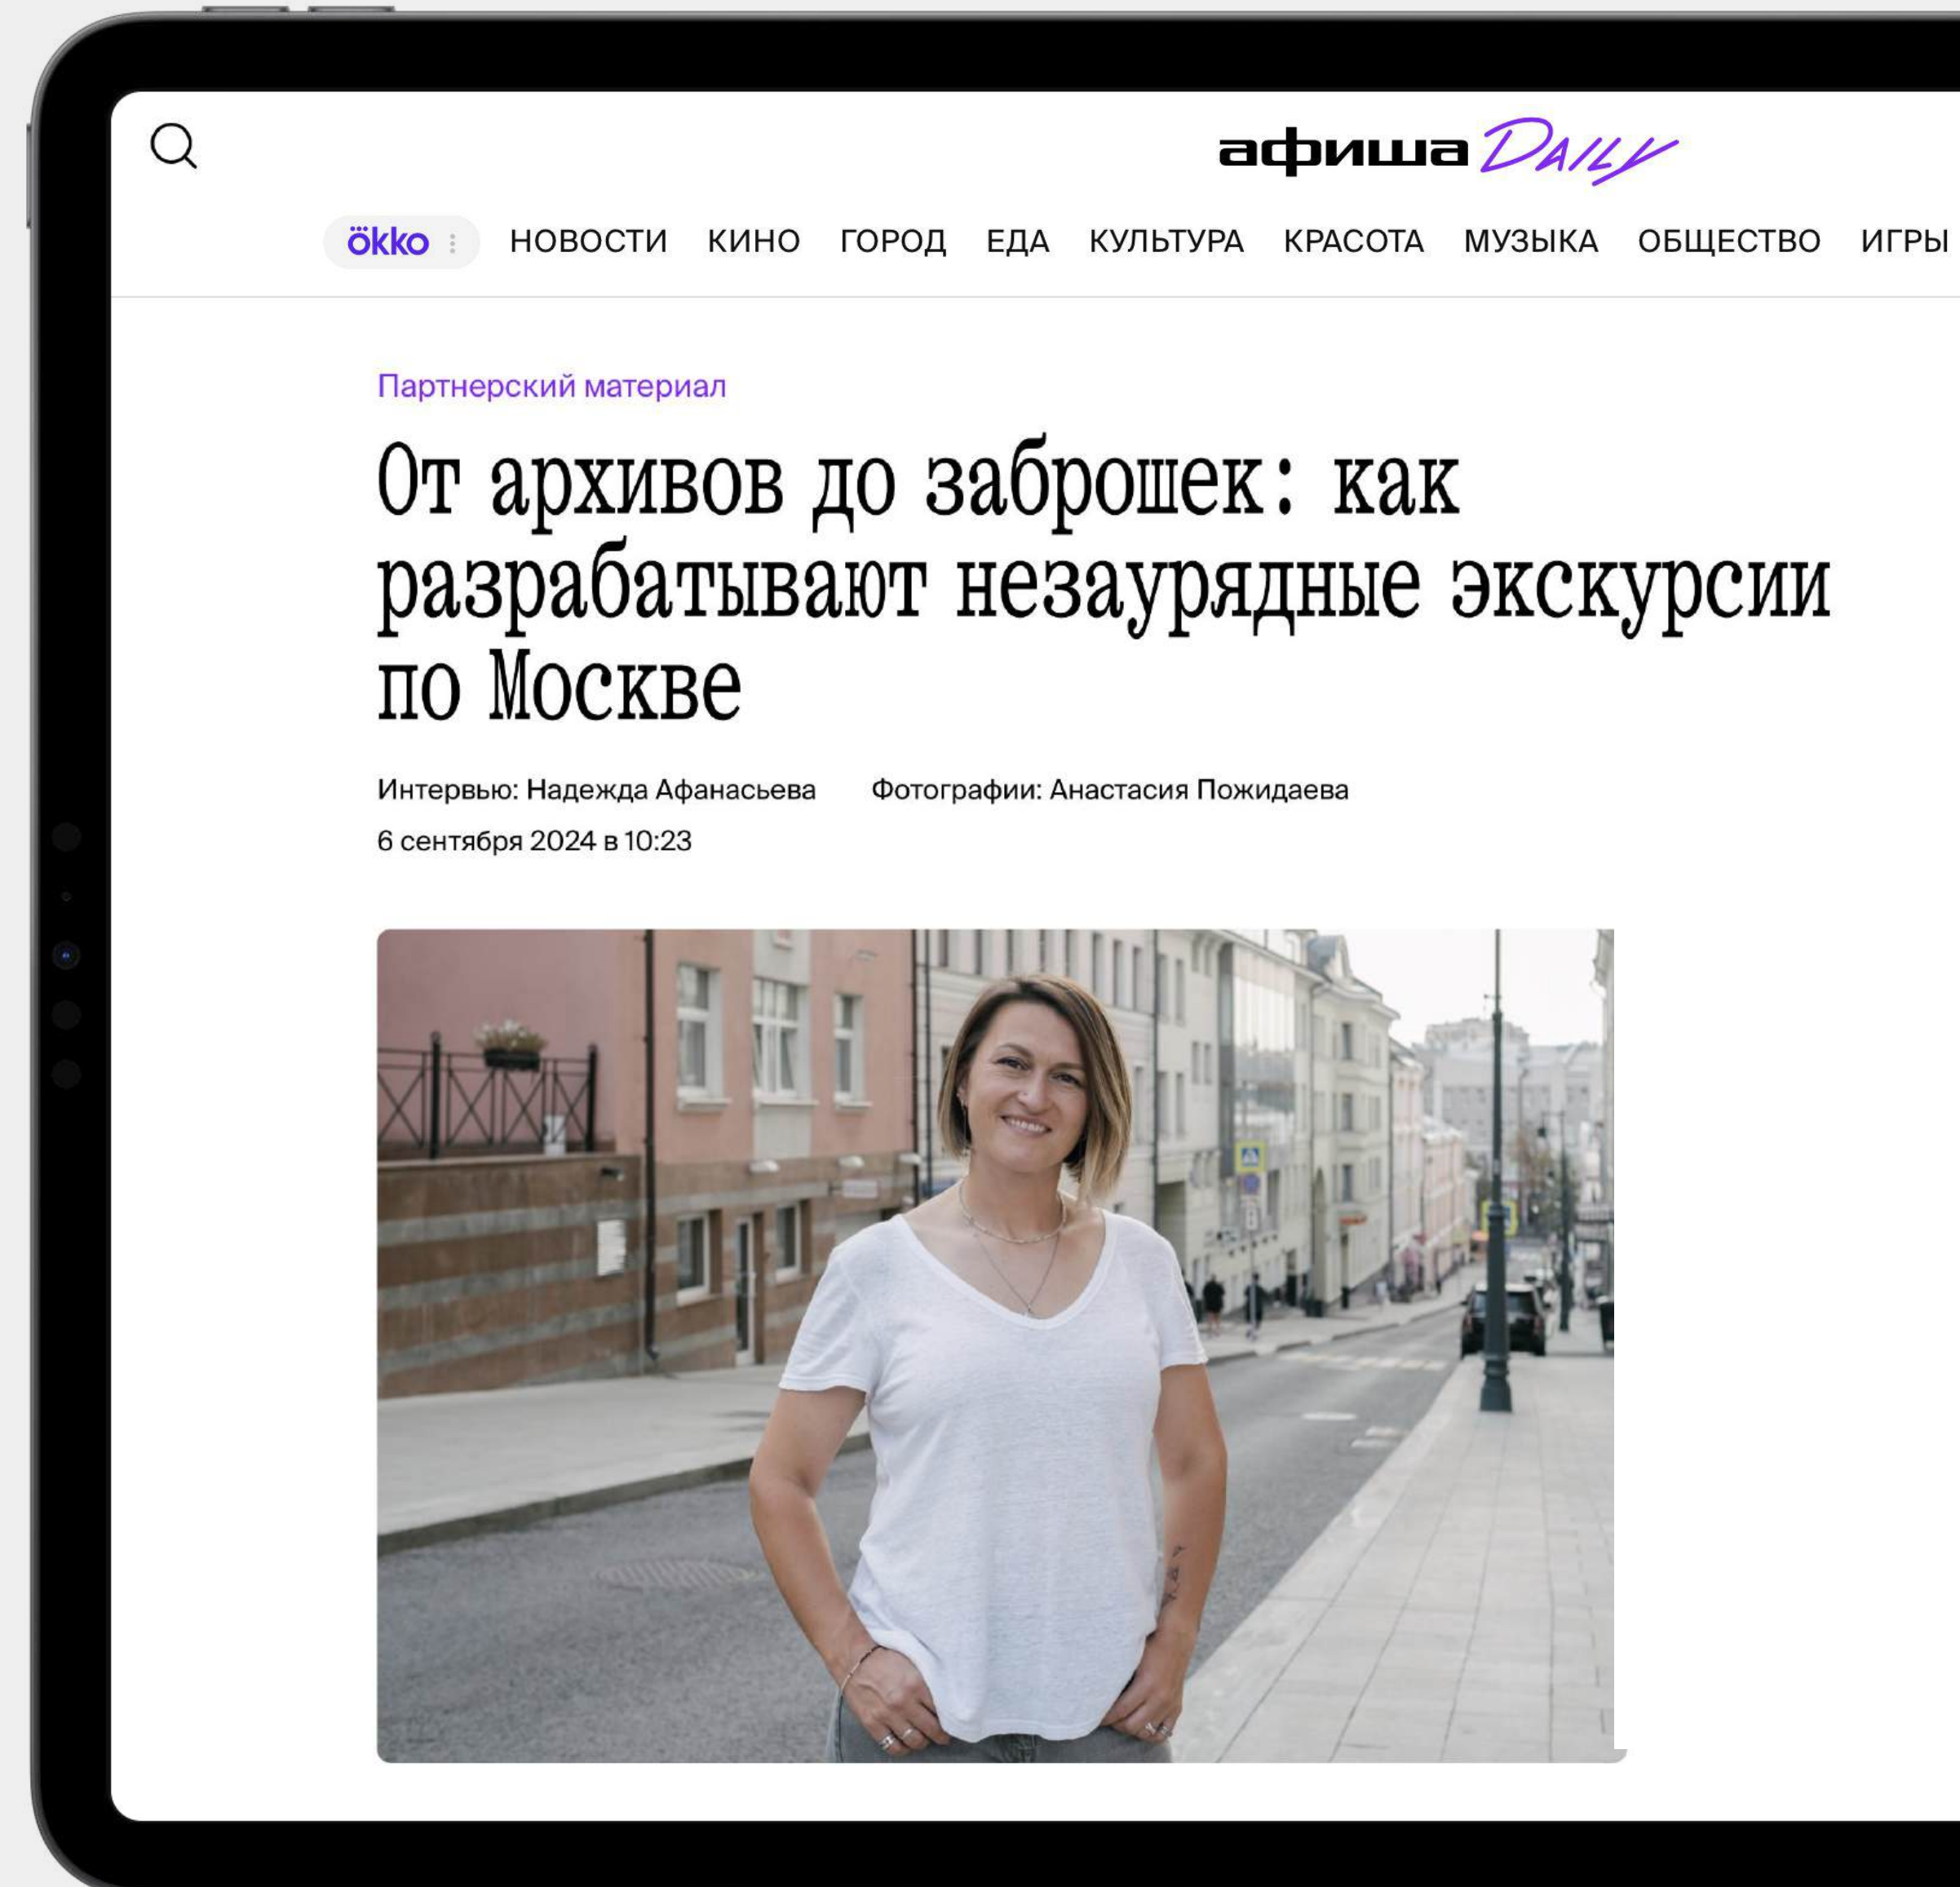 афиша DAILY
okko НОВОСТИ КИНО ГОРОД ЕДА КУЛЬТУРА КРАСОТА МУЗЫКА ОБЩЕСТВО ИГРЫ
Партнерский материал
От архивов до заброшек: как
разрабатывают незаурядные экскурсии
по Москве
Интервью: Надежда Афанасьева Фотографии: Анастасия Пожидаева
6 сентября 2024 в 10:23